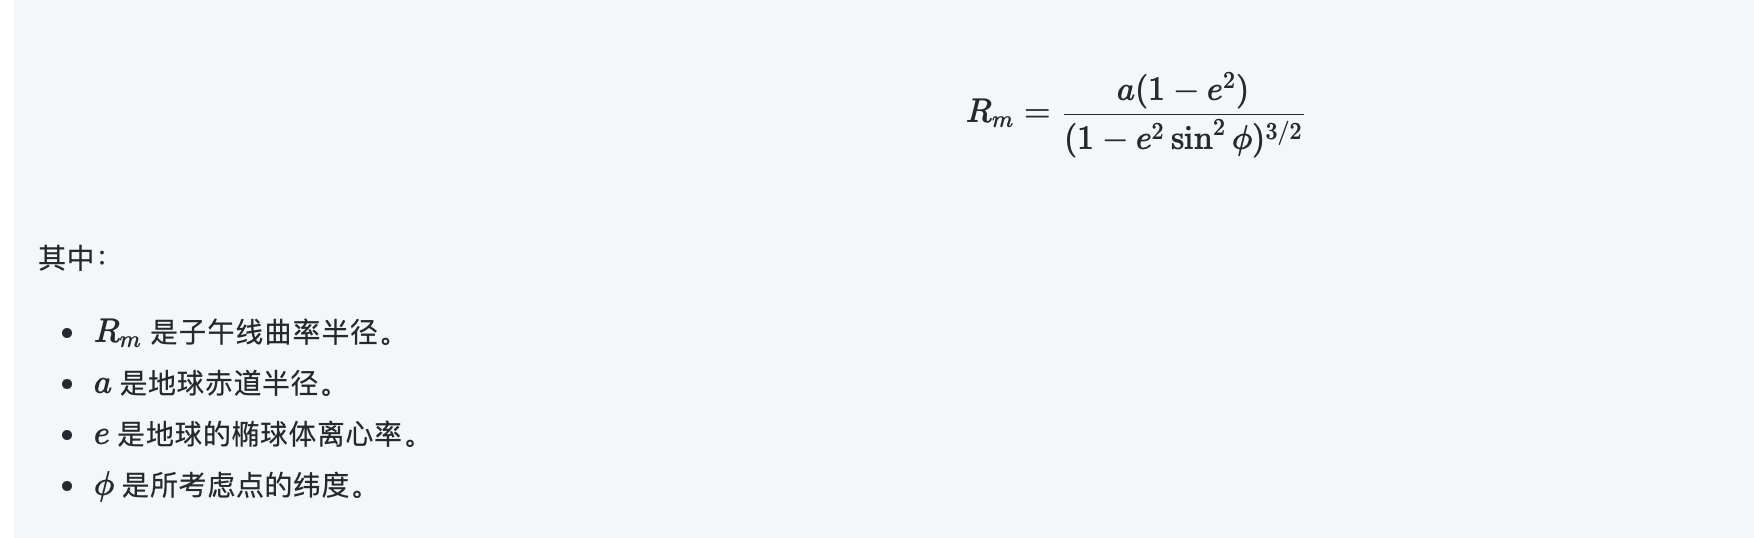 R_m = \frac{a(1 - e^2)}{(1 - e^2 \sin^2 \phi)^{3/2}}
其中：
• R_m 是子午线曲率半径。
• a 是地球赤道半径。
• e 是地球的椭球体离心率。
• ϕ 是所考虑点的纬度。